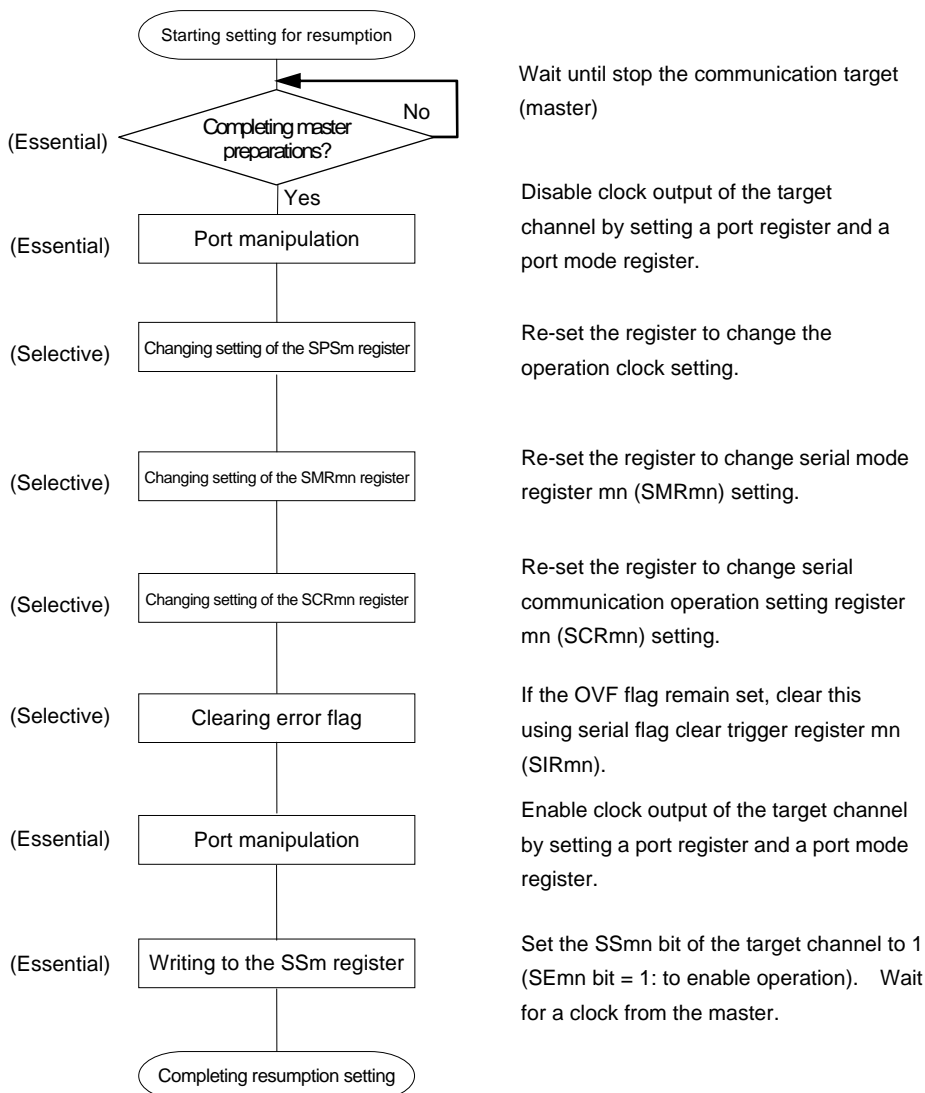 Starting setting for resumption
Wait until stop the communication target
(master)
No
(Essential)
Completing master
preparations?
Yes
Disable clock output of the target
channel by setting a port register and a
port mode register.
(Essential)
Port manipulation
Re-set the register to change the
operation clock setting.
(Selective)
Changing setting of the SPSm register
Re-set the register to change serial mode
register mn (SMRmn) setting.
(Selective)
Changing setting of the SMRmn register
Re-set the register to change serial
communication operation setting register
mn (SCRmn) setting.
(Selective)
Changing setting of the SCRmn register
If the OVF flag remain set, clear this
using serial flag clear trigger register mn
(SIRmn).
(Selective)
Clearing error flag
Enable clock output of the target channel
by setting a port register and a port mode
register.
(Essential)
Port manipulation
Set the SSmn bit of the target channel to 1
(SEmn bit = 1: to enable operation). Wait
for a clock from the master.
(Essential)
Writing to the SSm register
Completing resumption setting